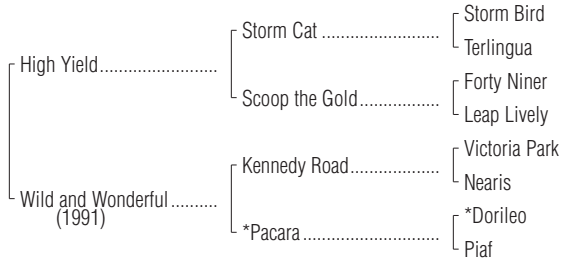 Storm Bird
Storm Cat ........................
Terlingua
High Yield........................
Forty Niner
Scoop the Gold................
Leap Lively
Victoria Park
Kennedy Road..................
Nearis
Wild and Wonderful .........
(1991)
*Dorileo
*Pacara ...........................
Piaf